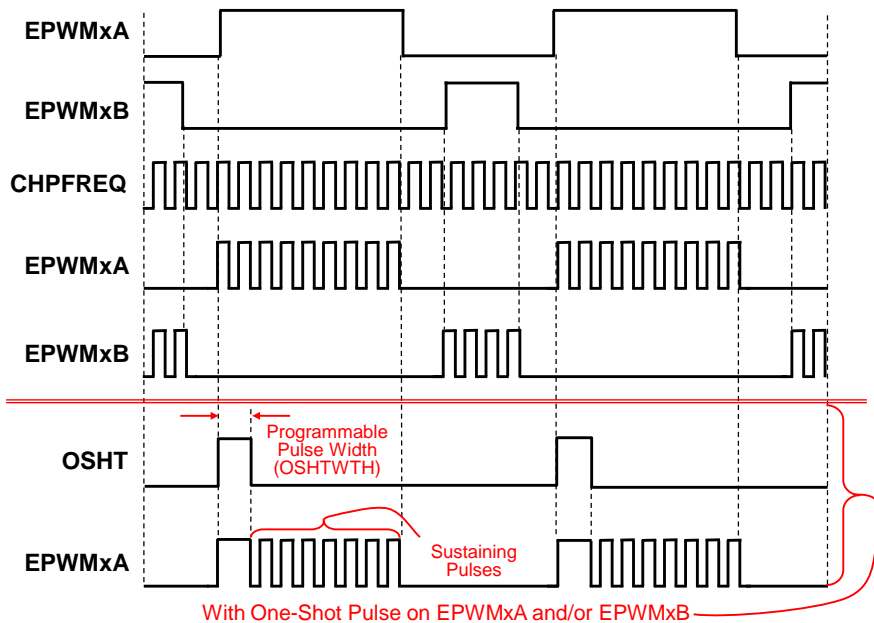 EPWMxA
EPWMxB
CHPFREQ
EPWMxA
EPWMxB
Programmable
Pulse Width
(OSHTWTH)
OSHT
Sustaining
Pulses
EPWMxA
With One-Shot Pulse on EPWMxA and/or EPWMxB